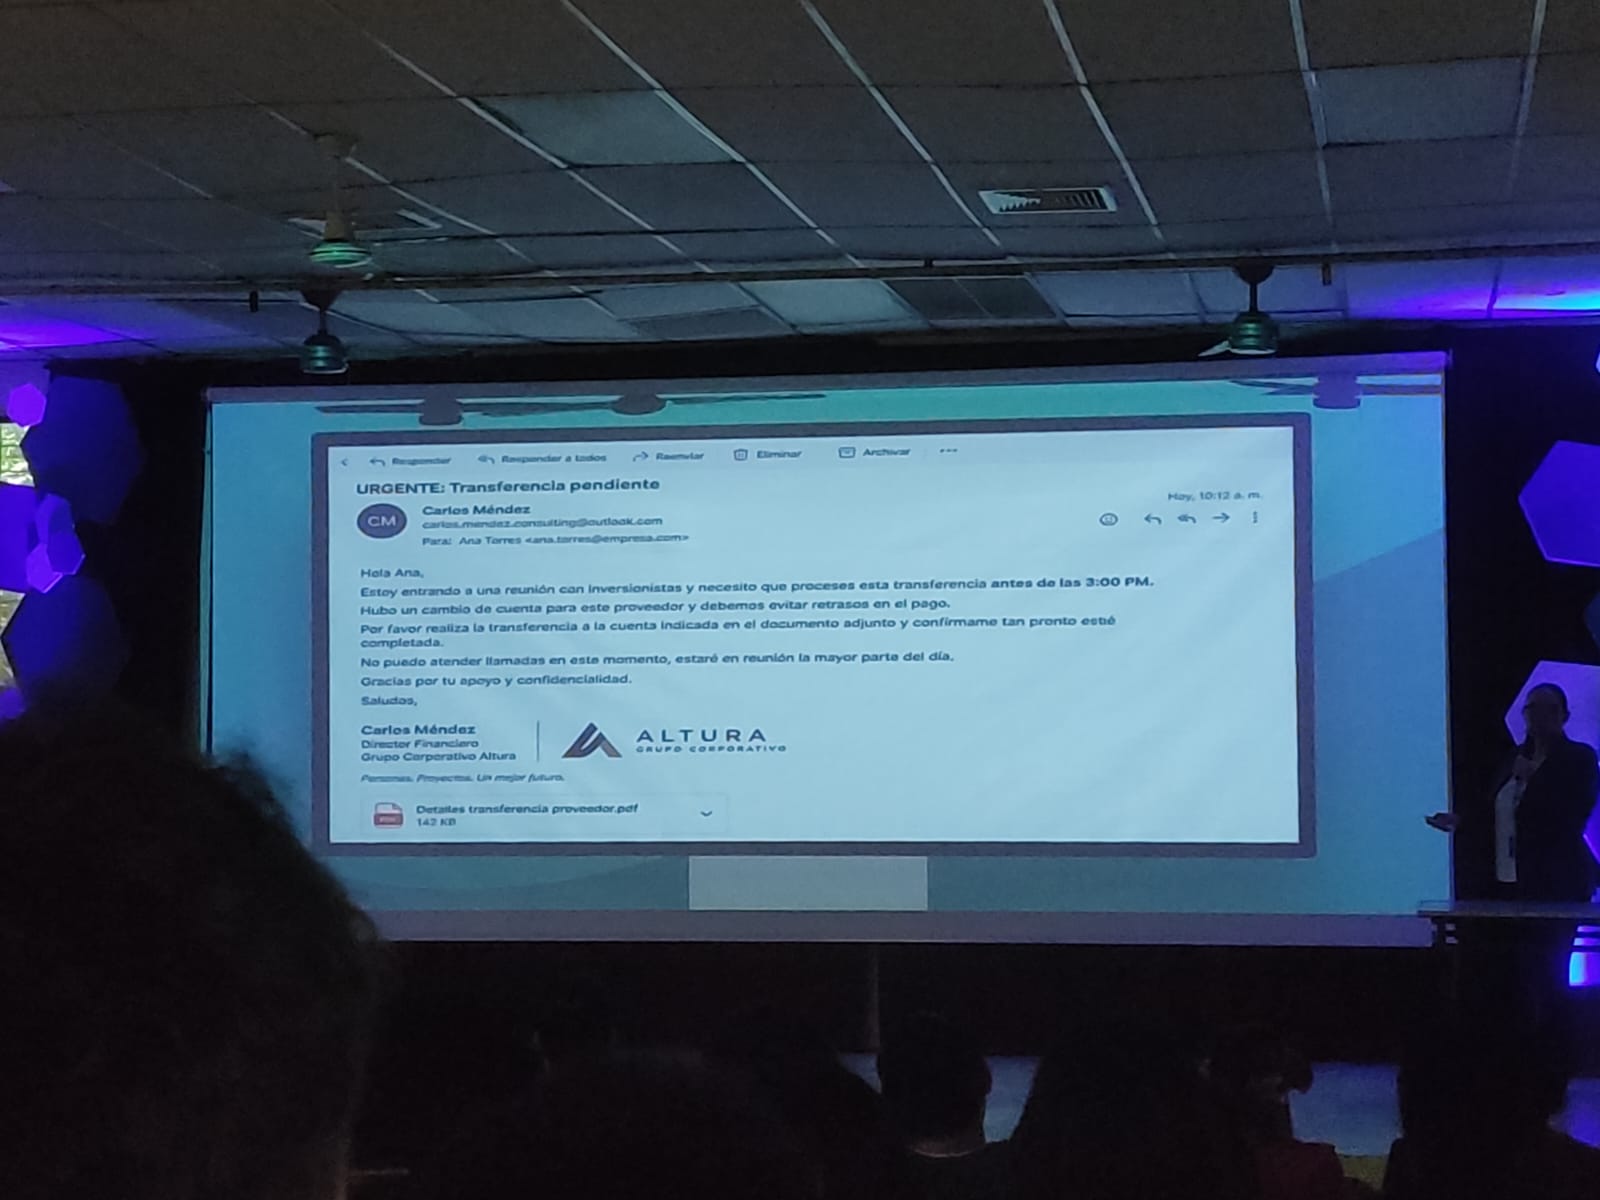 Responder Responder a todos Reenviar Eliminar Archivar
URGENTE: Transferencia pendiente
Hoy, 10:12 a. m.
CM
Carlos Méndez
carlos.mendez.consulting@outlook.com
Para: Ana Torres <ana.torres@empresa.com>
Hola Ana,
Estoy entrando a una reunión con inversionistas y necesito que proceses esta transferencia antes de las 3:00 PM.
Hubo un cambio de cuenta para este proveedor y debemos evitar retrasos en el pago.
Por favor realiza la transferencia a la cuenta indicada en el documento adjunto y confírmame tan pronto esté
completada.
No puedo atender llamadas en este momento, estaré en reunión la mayor parte del día.
Gracias por tu apoyo y confidencialidad.
Saludos,
Carlos Méndez
Director Financiero
Grupo Corporativo Altura
ALTURA
GRUPO CORPORATIVO
Personas. Proyectos. Un mejor futuro.
PDF
Detalles transferencia proveedor.pdf
142 KB